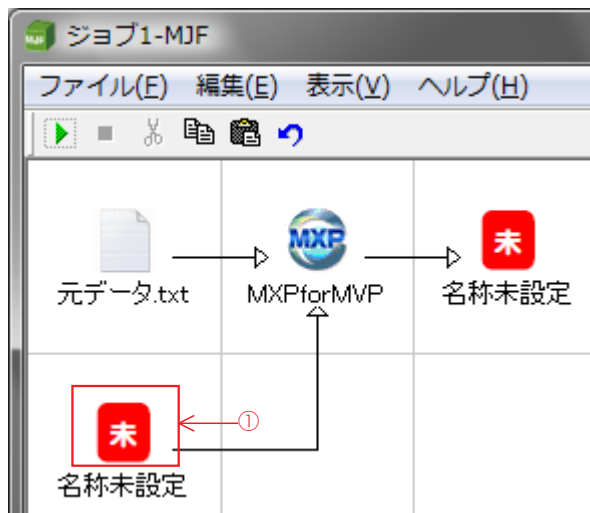 ジョブ1-MJF
ファイル(F) 編集(E) 表示(V) ヘルプ(H)
MXP 未
元データ.txt MXPforMVP 名称未設定
①
未
名称未設定